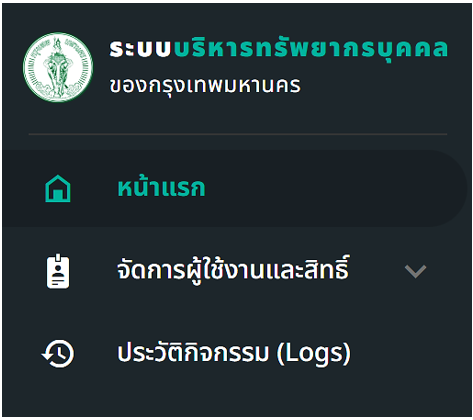 ระบบบริหารทรัพยากรบุคคล
ของกรุงเทพมหานคร
หน้าแรก
จัดการผู้ใช้งานและสิทธิ์
ประวัติกิจกรรม (Logs)